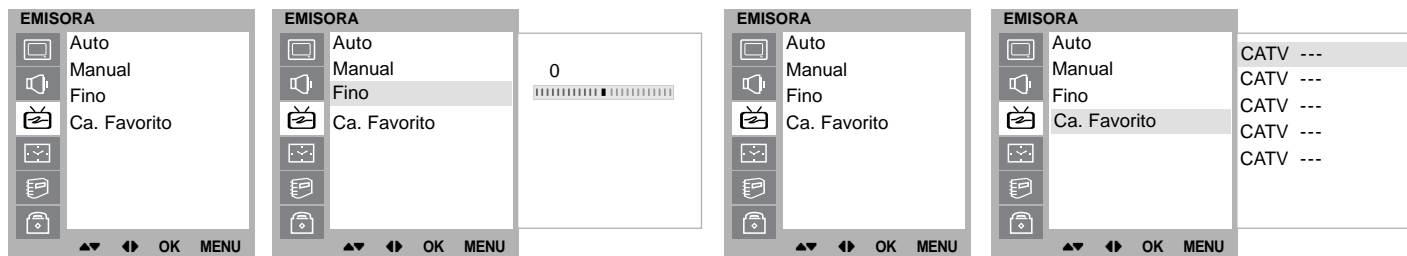 EMISORA
Auto
Manual
Fino
Ca. Favorito
OK MENU
EMISORA
Auto
Manual
Fino
Ca. Favorito
0
OK MENU
EMISORA
Auto
Manual
Fino
Ca. Favorito
OK MENU
EMISORA
Auto
Manual
Fino
Ca. Favorito
CATV ---
CATV ---
CATV ---
CATV ---
CATV ---
OK MENU